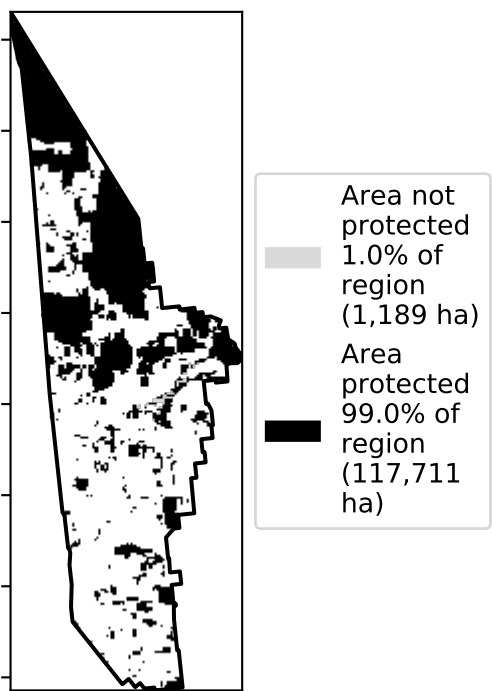 Area not
protected
1.0% of
region
(1,189 ha)
Area
protected
99.0% of
region
(117,711
ha)